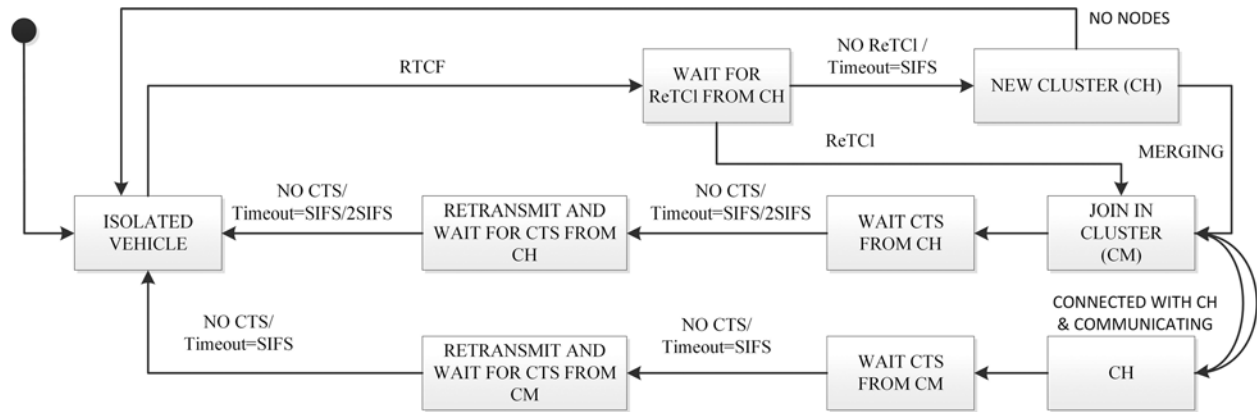 NO NODES
RTCF
NO ReTCl /
Timeout=SIFS
WAIT FOR
ReTCl FROM CH
NEW CLUSTER (CH)
ReTCl
MERGING
ISOLATED
VEHICLE
NO CTS/
Timeout=SIFS/2SIFS
RETRANSMIT AND
WAIT FOR CTS FROM
CH
NO CTS/
Timeout=SIFS/2SIFS
WAIT CTS
FROM CH
JOIN IN
CLUSTER
(CM)
CONNECTED WITH CH
& COMMUNICATING
NO CTS/
Timeout=SIFS
RETRANSMIT AND
WAIT FOR CTS FROM
CM
NO CTS/
Timeout=SIFS
WAIT CTS
FROM CM
CH